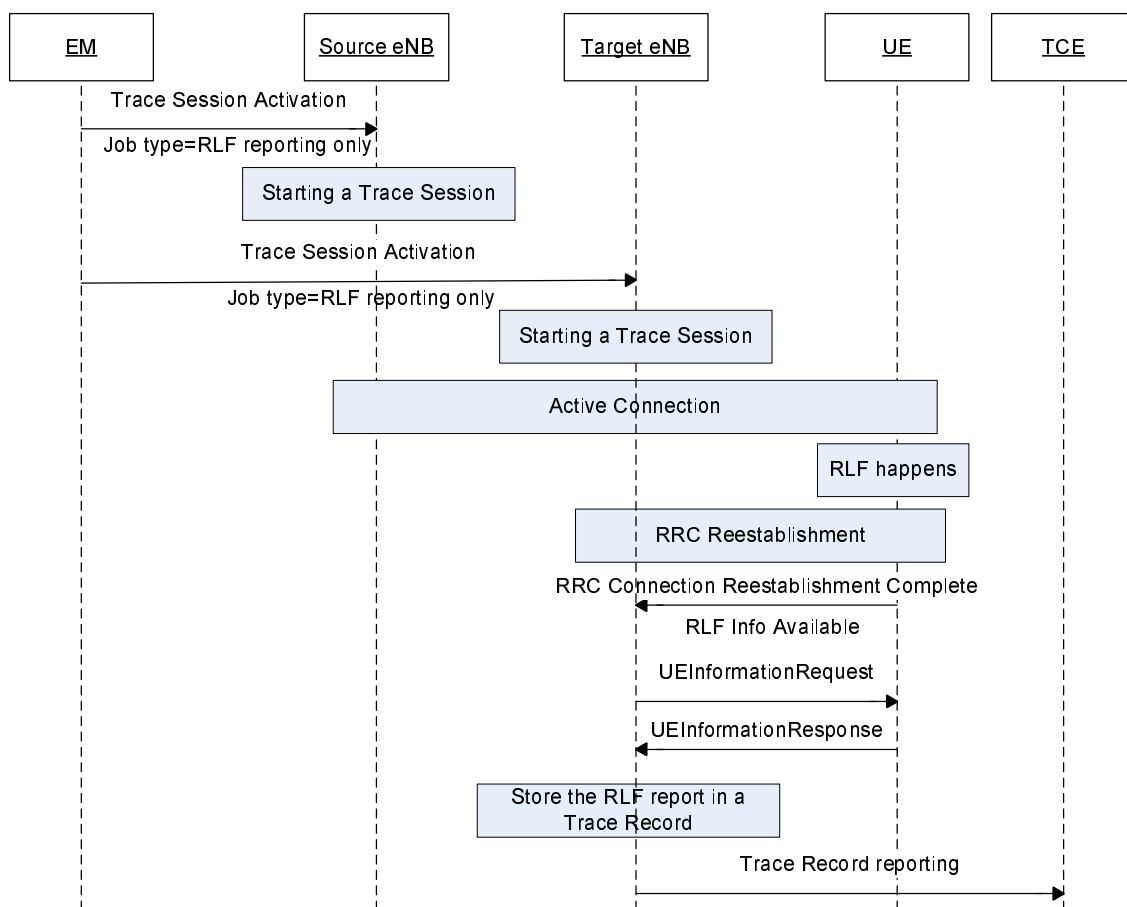 EM
Source eNB
Target eNB
UE
TCE
Trace Session Activation
Job type=RLF reporting only
Starting a Trace Session
Trace Session Activation
Job type=RLF reporting only
Starting a Trace Session
Active Connection
RLF happens
RRC Reestablishment
RRC Connection Reestablishment Complete
RLF Info Available
UEInformationRequest
UEInformationResponse
Store the RLF report in a
Trace Record
Trace Record reporting